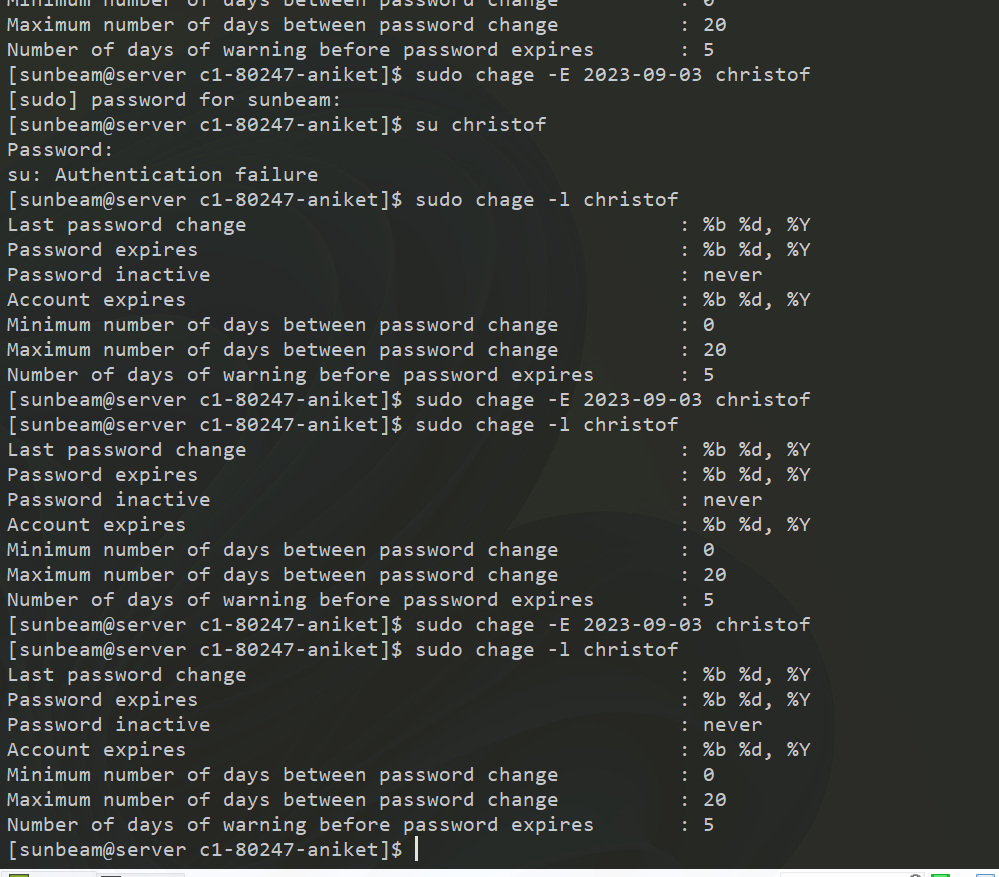 Minimum number of days between password change : 0
Maximum number of days between password change : 20
Number of days of warning before password expires : 5
[sunbeam@server c1-80247-aniket]$ sudo chage -E 2023-09-03 christof
[sudo] password for sunbeam:
[sunbeam@server c1-80247-aniket]$ su christof
Password:
su: Authentication failure
[sunbeam@server c1-80247-aniket]$ sudo chage -l christof
Last password change : %b %d, %Y
Password expires : %b %d, %Y
Password inactive : never
Account expires : %b %d, %Y
Minimum number of days between password change : 0
Maximum number of days between password change : 20
Number of days of warning before password expires : 5
[sunbeam@server c1-80247-aniket]$ sudo chage -E 2023-09-03 christof
[sunbeam@server c1-80247-aniket]$ sudo chage -l christof
Last password change : %b %d, %Y
Password expires : %b %d, %Y
Password inactive : never
Account expires : %b %d, %Y
Minimum number of days between password change : 0
Maximum number of days between password change : 20
Number of days of warning before password expires : 5
[sunbeam@server c1-80247-aniket]$ sudo chage -E 2023-09-03 christof
[sunbeam@server c1-80247-aniket]$ sudo chage -l christof
Last password change : %b %d, %Y
Password expires : %b %d, %Y
Password inactive : never
Account expires : %b %d, %Y
Minimum number of days between password change : 0
Maximum number of days between password change : 20
Number of days of warning before password expires : 5
[sunbeam@server c1-80247-aniket]$